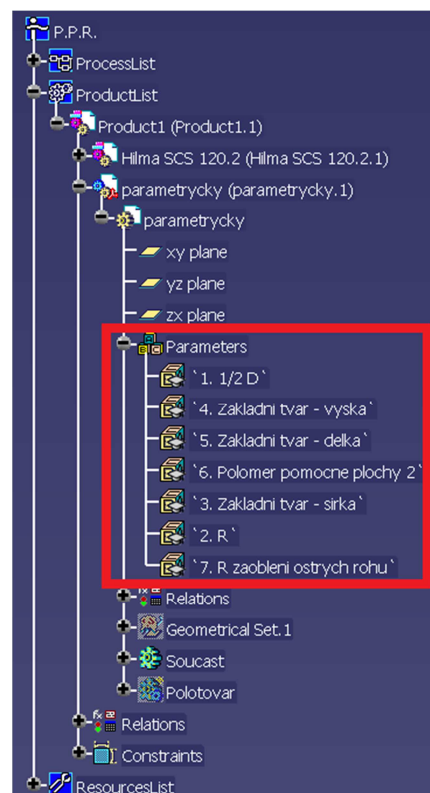 P.P.R.
ProcessList
ProductList
Product1 (Product1.1)
Hilma SCS 120.2 (Hilma SCS 120.2.1)
parametrycky (parametrycky.1)
parametrycky
xy plane
yz plane
zx plane
Parameters
`1. 1/2 D`
`4. Zakladni tvar - vyska`
`5. Zakladni tvar - delka`
`6. Polomer pomocne plochy 2`
`3. Zakladni tvar - sirka`
`2. R`
`7. R zaobleni ostrych rohu`
Relations
Geometrical Set.1
Soucast
Polotovar
Relations
Constraints
ResourcesList